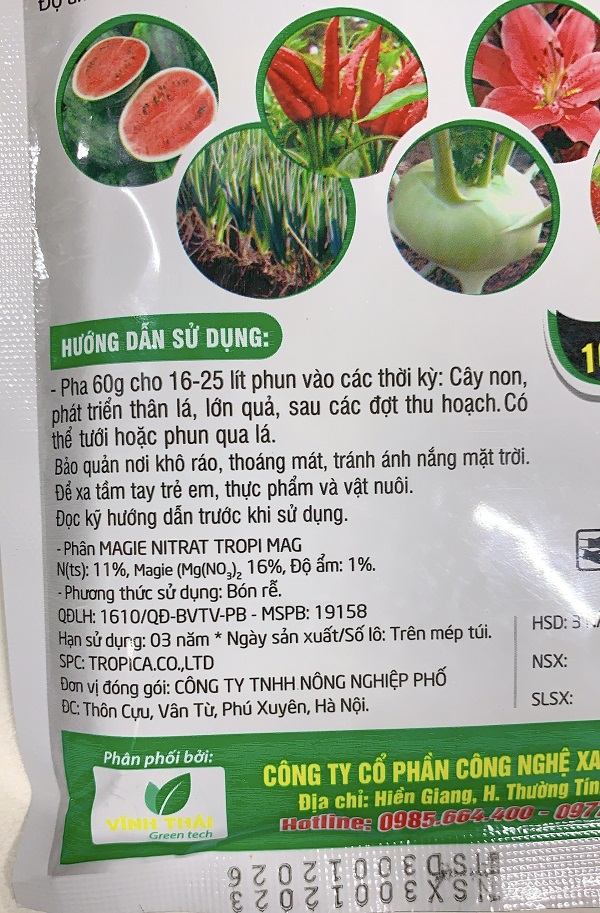 HƯỚNG DẪN SỬ DỤNG:
- Pha 60g cho 16-25 lít phun vào các thời kỳ: Cây non,
phát triển thân lá, lớn quả, sau các đợt thu hoạch. Có
thể tưới hoặc phun qua lá.
Bảo quản nơi khô ráo, thoáng mát, tránh ánh nắng mặt trời.
Để xa tầm tay trẻ em, thực phẩm và vật nuôi.
Đọc kỹ hướng dẫn trước khi sử dụng.
- Phân MAGIE NITRAT TROPI MAG
N(ts): 11%, Magie (Mg(NO₃)₂ 16%, Độ ẩm: 1%.
- Phương thức sử dụng: Bón rễ.
QĐLH: 1610/QĐ-BVTV-PB - MSPB: 19158
Hạn sử dụng: 03 năm * Ngày sản xuất/Số lô: Trên mép túi.
SPC: TROPICA.CO.,LTD
Đơn vị đóng gói: CÔNG TY TNHH NÔNG NGHIỆP PHỐ
ĐC: Thôn Cựu, Vân Từ, Phú Xuyên, Hà Nội.
HSD: 3
NSX:
SLSX:
Phân phối bởi:
VĨNH THÁI
Green tech
CÔNG TY CỔ PHẦN CÔNG NGHỆ XA
Địa chỉ: Hiền Giang, H. Thường Tín
Hotline: 0985.664.400 - 097
NSX30012023
HSD30012026